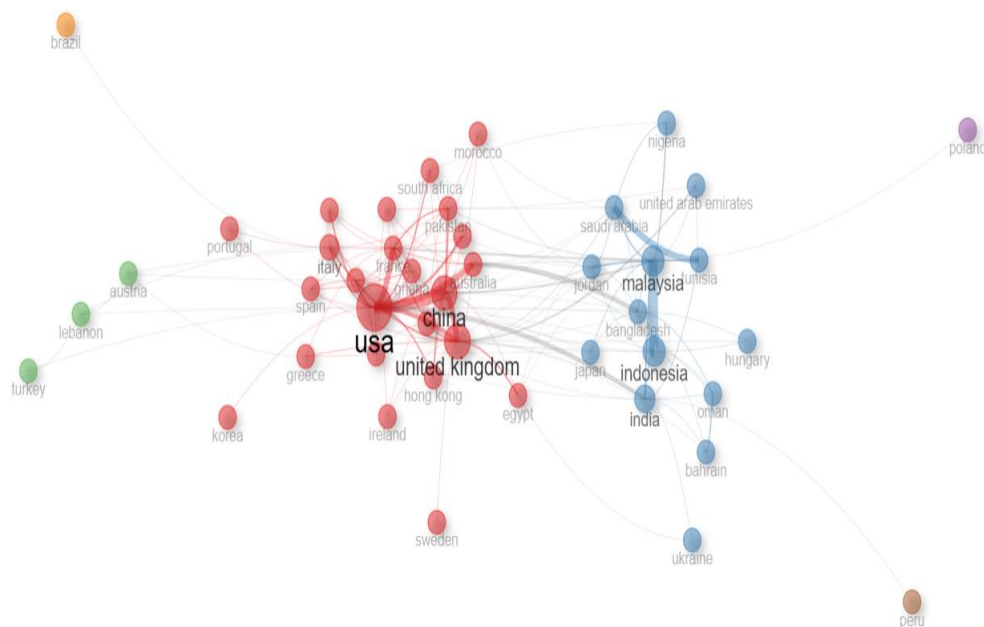 brazil
poland
nigeria
morocco
south africa
united arab emirates
pakistan
saudi arabia
portugal
italy
france
tunisia
malaysia
jordan
ghana
australia
austria
spain
china
bangladesh
lebanon
usa
hungary
united kingdom
indonesia
japan
greece
turkey
hong kong
egypt
oman
india
korea
ireland
bahrain
sweden
ukraine
peru